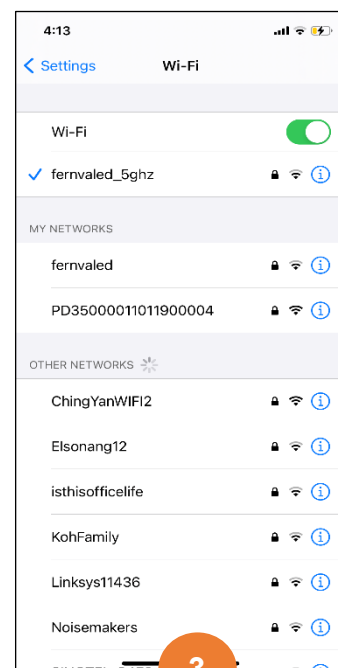 4:13
Settings
Wi-Fi
Wi-Fi
fernvaled_5ghz
MY NETWORKS
fernvaled
PD35000011011900004
OTHER NETWORKS
ChingYanWIFI2
Elsonang12
isthisofficelife
KohFamily
Linksys11436
Noisemakers